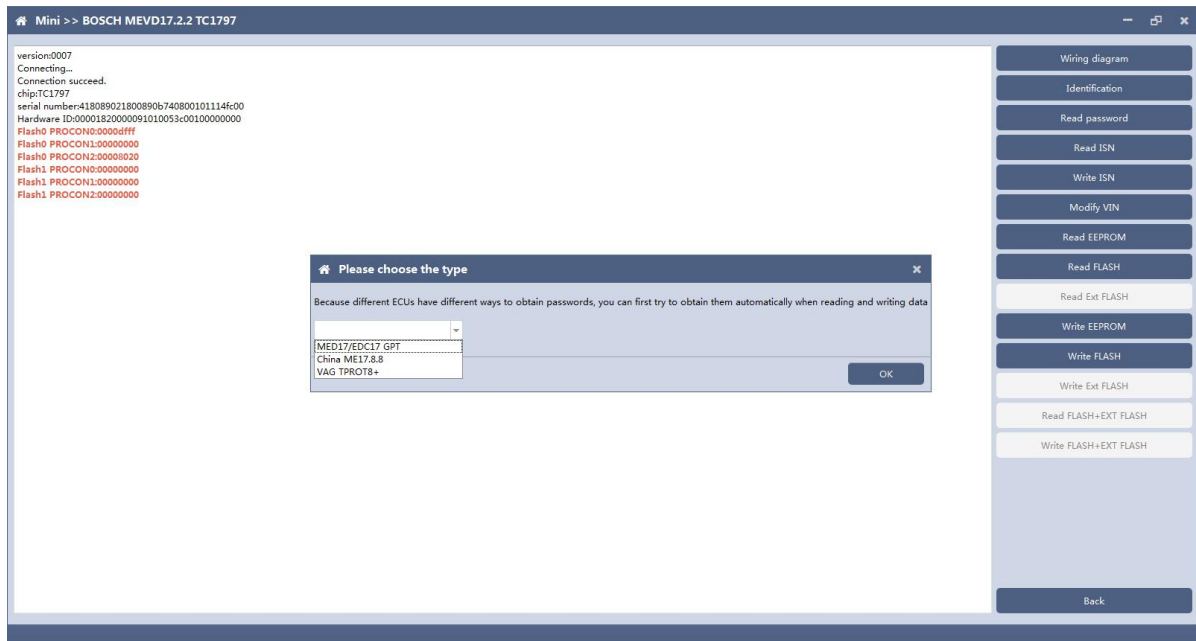 Mini >> BOSCH MEVD17.2.2 TC1797
version:0007
Connecting...
Connection succeed.
chip:TC1797
serial number:418089021800890b740800101114fc00
Hardware ID:00001820000091010053c00100000000
Flash0 PROCON0:0000dfff
Flash0 PROCON1:00000000
Flash0 PROCON2:00008020
Flash1 PROCON0:00000000
Flash1 PROCON1:00000000
Flash1 PROCON2:00000000
Please choose the type
Because different ECUs have different ways to obtain passwords, you can first try to obtain them automatically when reading and writing data
MED17/EDC17 GPT
China ME17.8.8
VAG TPROT8+
OK
Wiring diagram
Identification
Read password
Read ISN
Write ISN
Modify VIN
Read EEPROM
Read FLASH
Read Ext FLASH
Write EEPROM
Write FLASH
Write Ext FLASH
Read FLASH+EXT FLASH
Write FLASH+EXT FLASH
Back